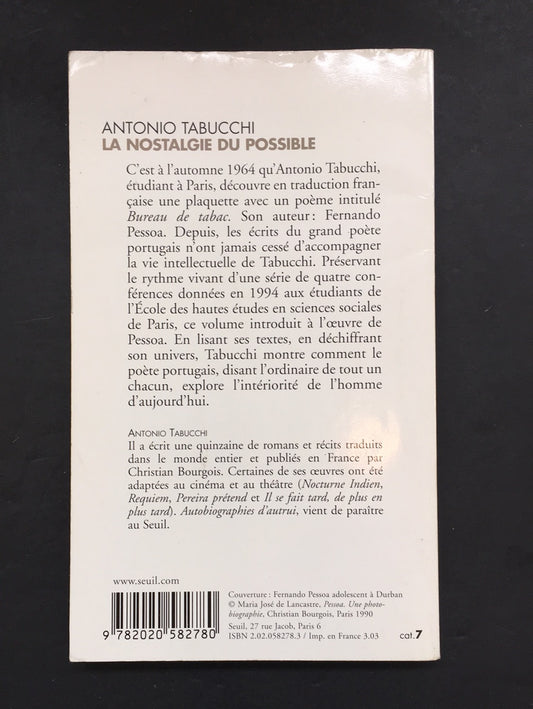 ANTONIO TABUCCHI
LA NOSTALGIE DU POSSIBLE
C'est à l'automne 1964 qu'Antonio Tabucchi,
étudiant à Paris, découvre en traduction fran-
çaise une plaquette avec un poème intitulé
Bureau de tabac. Son auteur : Fernando
Pessoa. Depuis, les écrits du grand poète
portugais n'ont jamais cessé d'accompagner
la vie intellectuelle de Tabucchi. Préservant
le rythme vivant d'une série de quatre con-
férences données en 1994 aux étudiants de
l'École des hautes études en sciences sociales
de Paris, ce volume introduit à l'œuvre de
Pessoa. En lisant ses textes, en déchiffrant
son univers, Tabucchi montre comment le
poète portugais, disant l'ordinaire de tout un
chacun, explore l'intériorité de l'homme
d'aujourd'hui.
ANTONIO TABUCCHI
Il a écrit une quinzaine de romans et récits traduits
dans le monde entier et publiés en France par
Christian Bourgois. Certaines de ses œuvres ont été
adaptées au cinéma et au théâtre (Nocturne Indien,
Requiem, Pereira prétend et Il se fait tard, de plus en
plus tard). Autobiographies d'autrui, vient de paraître
au Seuil.
www.seuil.com
Couverture : Fernando Pessoa adolescent à Durban
© Maria José de Lancastre, Pessoa. Une photo-
biographie, Christian Bourgois, Paris 1990
Seuil, 27 rue Jacob, Paris 6
ISBN 2.02.058278.3 / Imp. en France 3.03
cat.7
9 782020 582780